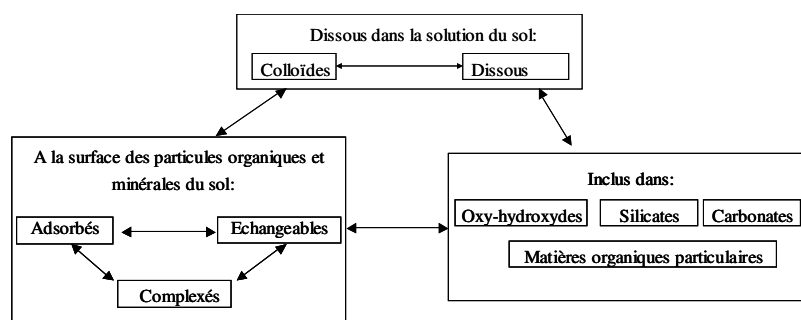 Dissous dans la solution du sol:
Colloïdes
Dissous
A la surface des particules organiques et
minérales du sol:
Adsorbés
Echangeables
Complexés
Inclus dans:
Oxy-hydroxydes
Silicates
Carbonates
Matières organiques particulaires